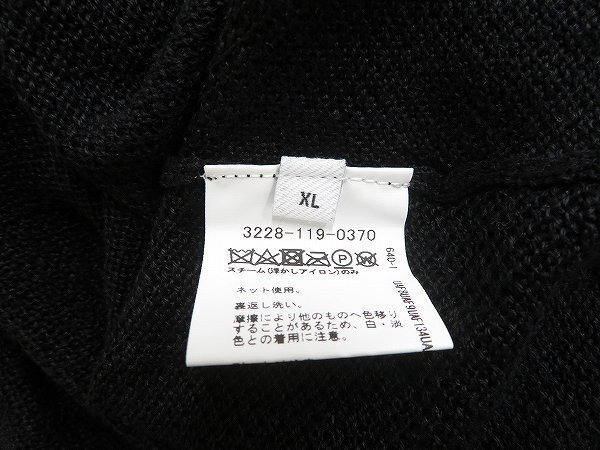 XL
3228-119-0370
スチーム(浮かしアイロン)のみ
ネット使用。
裏返し洗い。
摩擦により他のものへ色移り
することがあるため、白・淡
色との着用に注意。
640-1